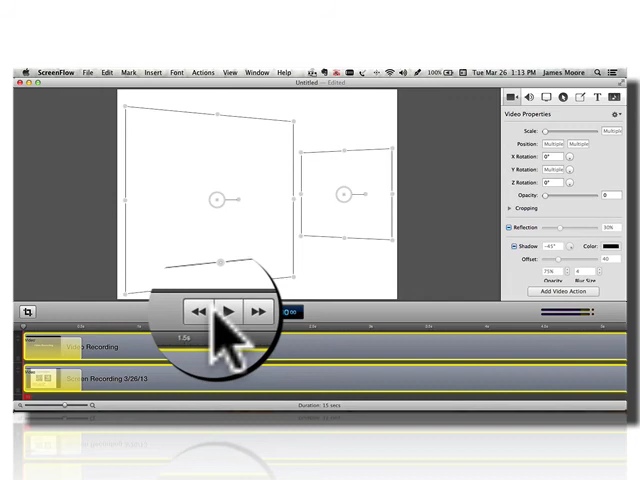 ScreenFlow File Edit Mark Insert Font Actions View Window Help 100% Tue Mar 26 1:13 PM James Moore
Untitled — Edited
T
Video Properties
Scale: Multiple
Position: Multiple Multiple
X Rotation: 0°
Y Rotation: Multiple
Z Rotation: 0°
Opacity: 0
Cropping
Reflection 30%
Shadow -45° Color:
Offset: 40
75% 4
Opacity Blur Size
Add Video Action
1.5s
Video Recording
Screen Recording 3/26/13
Duration: 15 secs